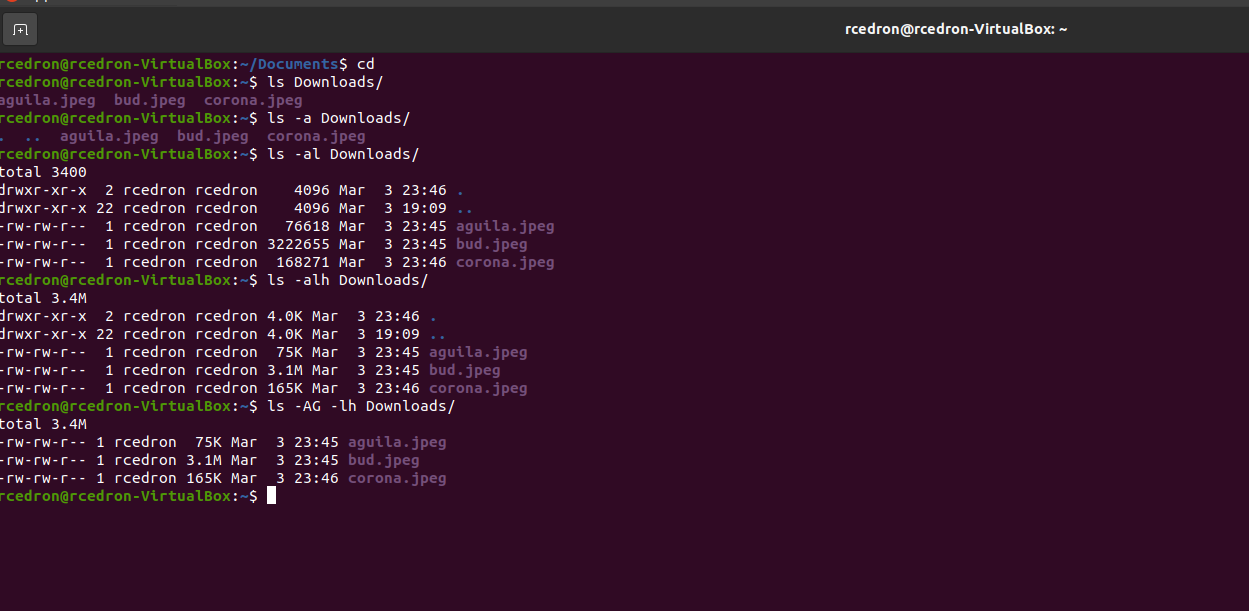 rcedron@rcedron-VirtualBox: ~
rcedron@rcedron-VirtualBox:~/Documents$ cd
rcedron@rcedron-VirtualBox:~$ ls Downloads/
aguila.jpeg  bud.jpeg  corona.jpeg
rcedron@rcedron-VirtualBox:~$ ls -a Downloads/
.  ..  aguila.jpeg  bud.jpeg  corona.jpeg
rcedron@rcedron-VirtualBox:~$ ls -al Downloads/
total 3400
drwxr-xr-x  2 rcedron rcedron    4096 Mar  3 23:46 .
drwxr-xr-x 22 rcedron rcedron    4096 Mar  3 19:09 ..
-rw-rw-r--  1 rcedron rcedron   76618 Mar  3 23:45 aguila.jpeg
-rw-rw-r--  1 rcedron rcedron 3222655 Mar  3 23:45 bud.jpeg
-rw-rw-r--  1 rcedron rcedron  168271 Mar  3 23:46 corona.jpeg
rcedron@rcedron-VirtualBox:~$ ls -alh Downloads/
total 3.4M
drwxr-xr-x  2 rcedron rcedron 4.0K Mar  3 23:46 .
drwxr-xr-x 22 rcedron rcedron 4.0K Mar  3 19:09 ..
-rw-rw-r--  1 rcedron rcedron  75K Mar  3 23:45 aguila.jpeg
-rw-rw-r--  1 rcedron rcedron 3.1M Mar  3 23:45 bud.jpeg
-rw-rw-r--  1 rcedron rcedron 165K Mar  3 23:46 corona.jpeg
rcedron@rcedron-VirtualBox:~$ ls -AG -lh Downloads/
total 3.4M
-rw-rw-r-- 1 rcedron  75K Mar  3 23:45 aguila.jpeg
-rw-rw-r-- 1 rcedron 3.1M Mar  3 23:45 bud.jpeg
-rw-rw-r-- 1 rcedron 165K Mar  3 23:46 corona.jpeg
rcedron@rcedron-VirtualBox:~$